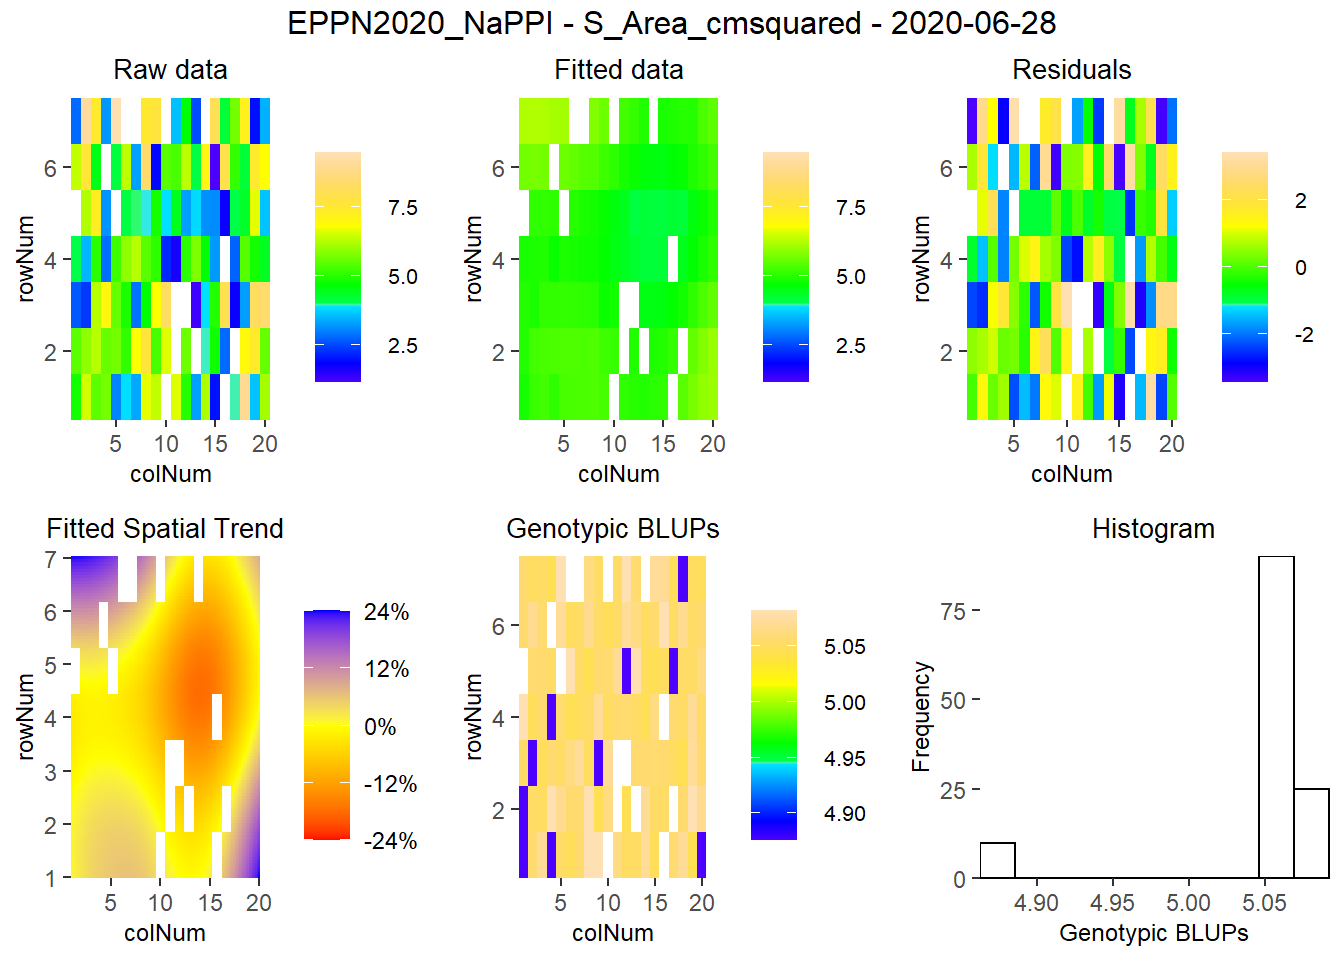 EPPN2020_NaPPI - S_Area_cmsquared - 2020-06-28
Raw data
rowNum
6
4
2
5 10 15 20
colNum
7.5
5.0
2.5
Fitted data
rowNum
6
4
2
5 10 15 20
colNum
7.5
5.0
2.5
Residuals
rowNum
6
4
2
5 10 15 20
colNum
2
0
-2
Fitted Spatial Trend
rowNum
7
6
5
4
3
2
1
5 10 15 20
colNum
24%
12%
0%
-12%
-24%
Genotypic BLUPs
rowNum
6
4
2
5 10 15 20
colNum
5.05
5.00
4.95
4.90
Histogram
Frequency
75
50
25
0
4.90 4.95 5.00 5.05
Genotypic BLUPs